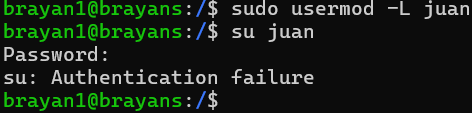 brayan1@brayans:/$ sudo usermod -L juan
brayan1@brayans:/$ su juan
Password:
su: Authentication failure
brayan1@brayans:/$